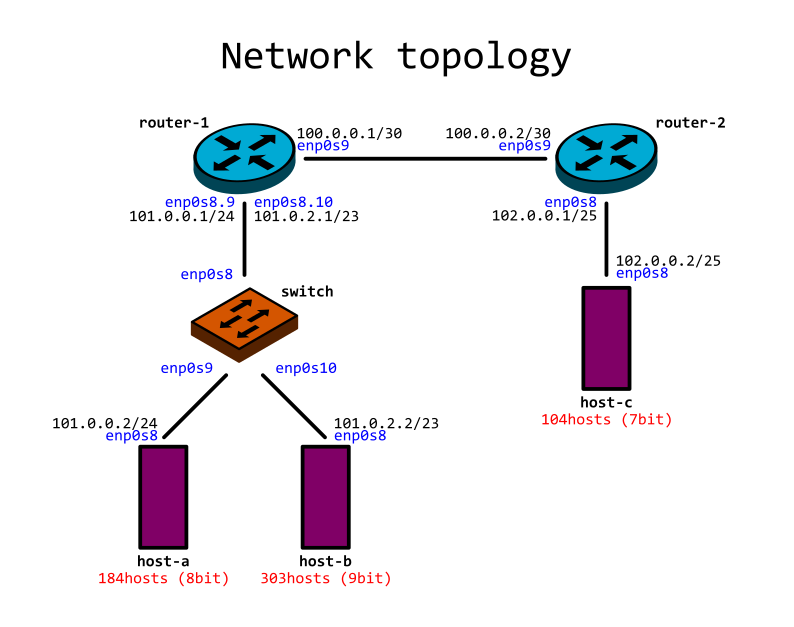 Network topology
router-1
router-2
100.0.0.1/30
100.0.0.2/30
enp0s9
enp0s9
enp0s8.9
enp0s8.10
enp0s8
101.0.0.1/24
101.0.2.1/23
102.0.0.1/25
102.0.0.2/25
enp0s8
enp0s8
switch
enp0s9
enp0s10
host-c
104hosts (7bit)
101.0.0.2/24
101.0.2.2/23
enp0s8
enp0s8
host-a
host-b
184hosts (8bit)
303hosts (9bit)